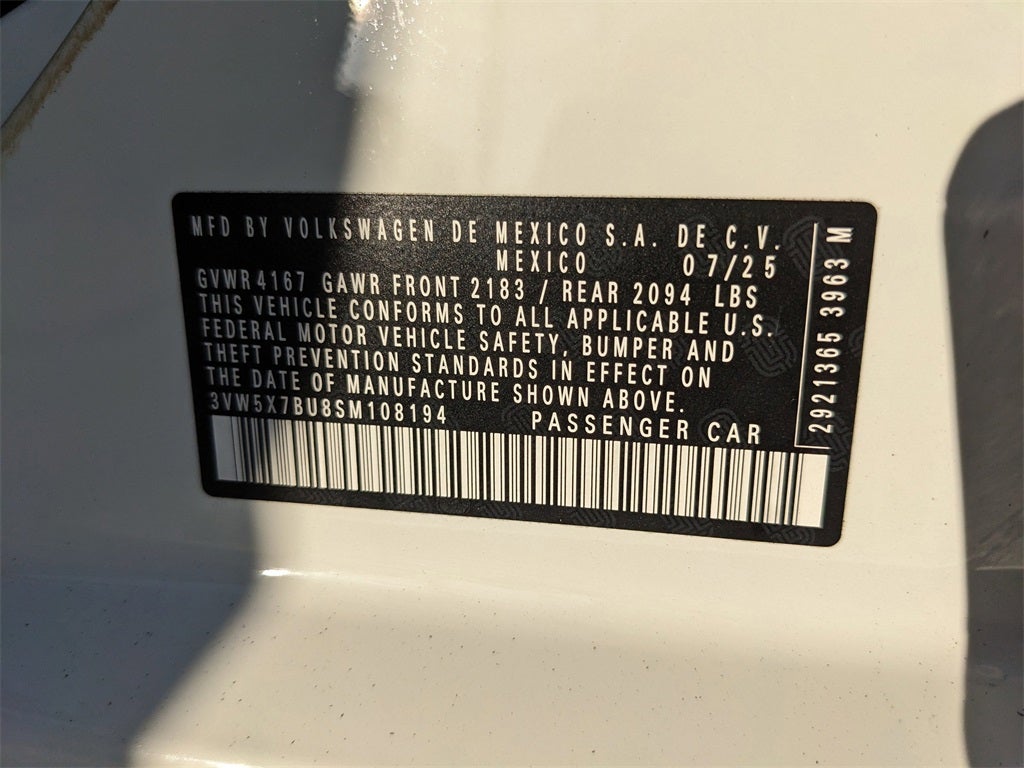 MFD BY VOLKSWAGEN DE MEXICO S.A. DE C.V.
MEXICO 07/25
GVWR 4167 GAWR FRONT 2183 / REAR 2094 LBS
THIS VEHICLE CONFORMS TO ALL APPLICABLE U.S.
FEDERAL MOTOR VEHICLE SAFETY, BUMPER AND
THEFT PREVENTION STANDARDS IN EFFECT ON
THE DATE OF MANUFACTURE SHOWN ABOVE.
3VW5X7BU8SM108194 PASSENGER CAR
2921365 3963 M